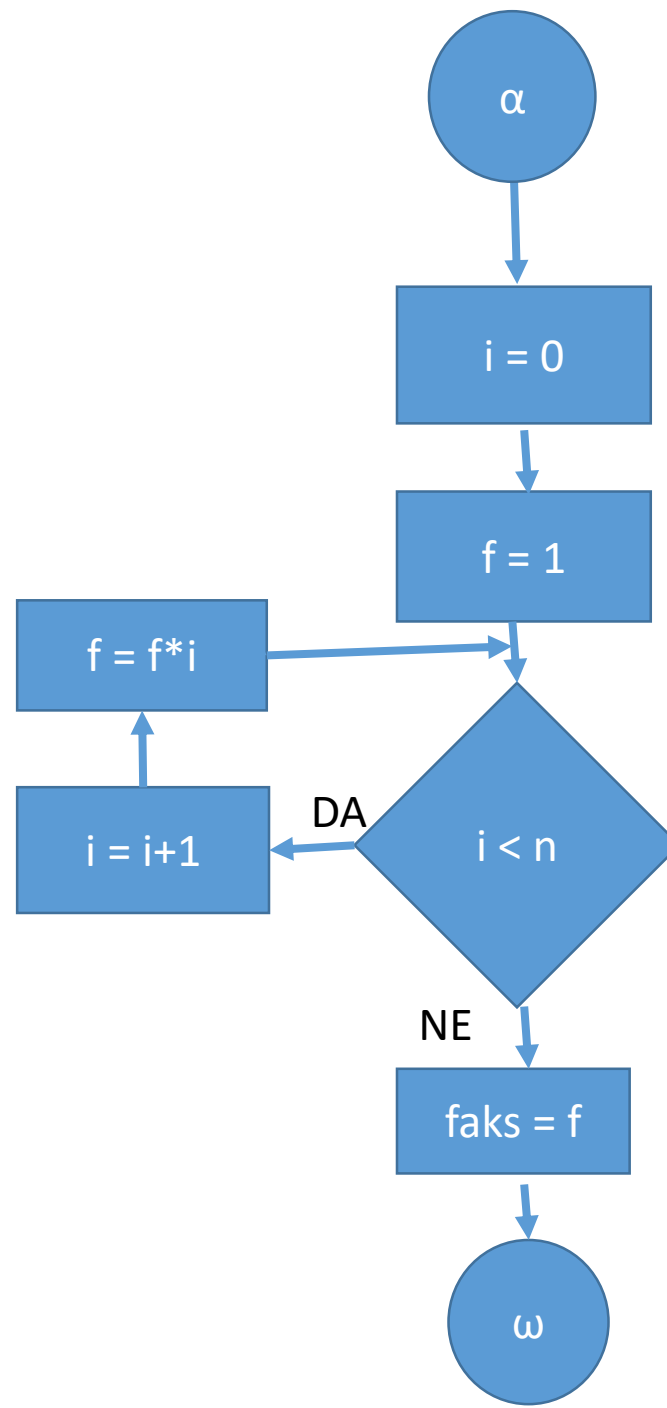 α
i = 0
f = 1
f = f*i
DA
i = i+1
i < n
NE
faks = f
ω